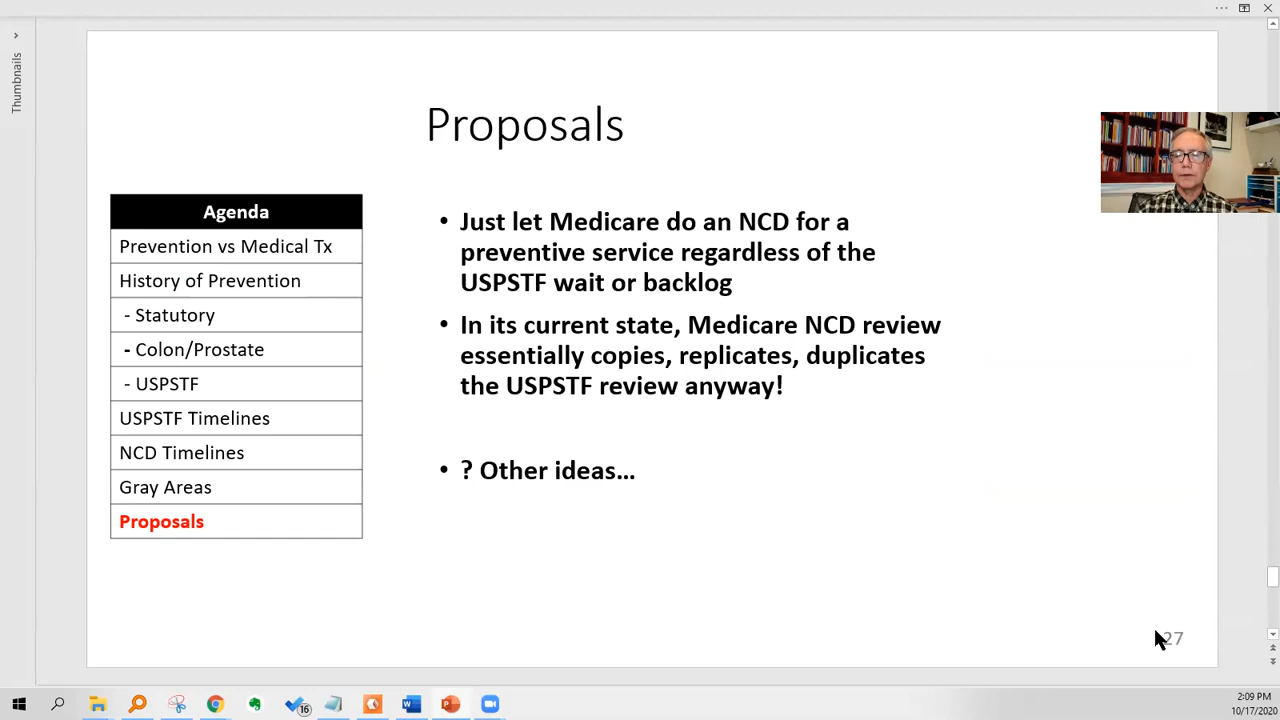 Thumbnails
Proposals
Agenda
Prevention vs Medical Tx
History of Prevention
- Statutory
- Colon/Prostate
- USPSTF
USPSTF Timelines
NCD Timelines
Gray Areas
Proposals
• Just let Medicare do an NCD for a
preventive service regardless of the
USPSTF wait or backlog
• In its current state, Medicare NCD review
essentially copies, replicates, duplicates
the USPSTF review anyway!
• ? Other ideas…
27
16
2:09 PM
10/17/2020